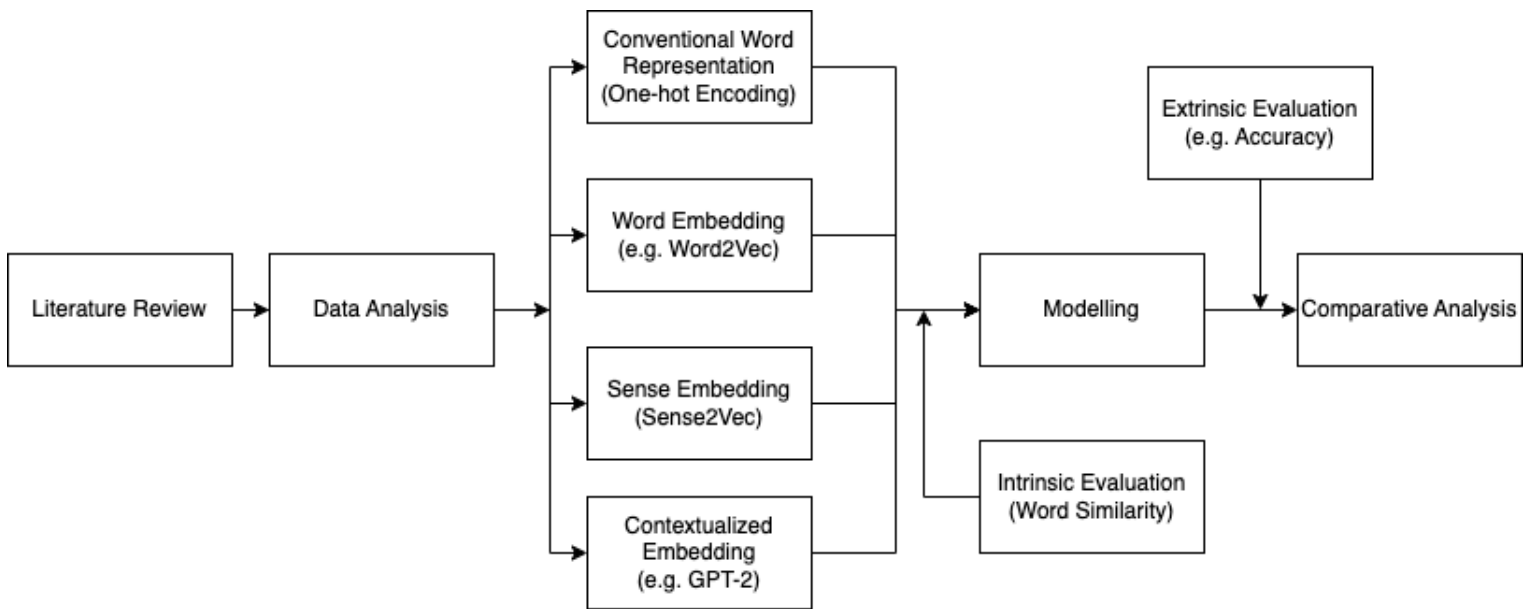 Literature Review
Data Analysis
Conventional Word
Representation
(One-hot Encoding)
Word Embedding
(e.g. Word2Vec)
Sense Embedding
(Sense2Vec)
Contextualized
Embedding
(e.g. GPT-2)
Modelling
Intrinsic Evaluation
(Word Similarity)
Extrinsic Evaluation
(e.g. Accuracy)
Comparative Analysis